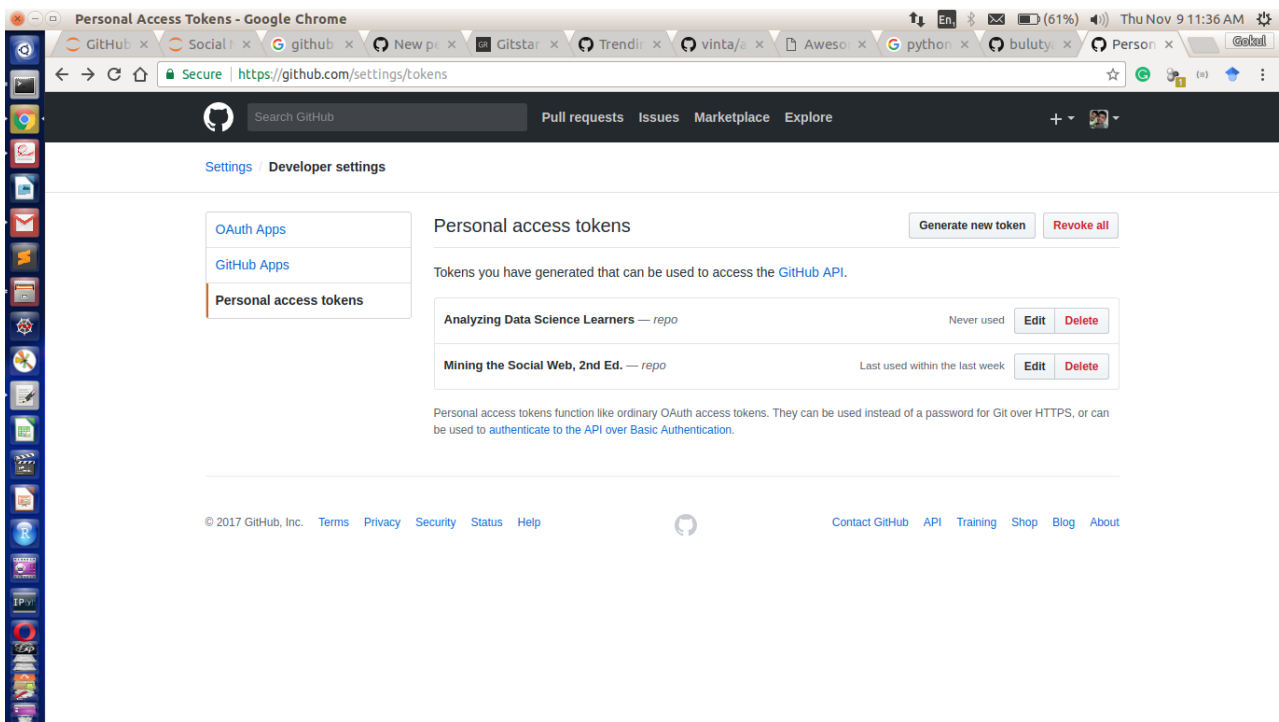 Personal Access Tokens - Google Chrome
En1 (61%) Thu Nov 9 11:36 AM
GitHub Social github New pe GR Gitstar Trendin vinta/a Aweso python bulutya Person Gokul
Secure https://github.com/settings/tokens
1
Search GitHub Pull requests Issues Marketplace Explore
Settings / Developer settings
OAuth Apps
GitHub Apps
Personal access tokens
Personal access tokens Generate new token Revoke all
Tokens you have generated that can be used to access the GitHub API.
Analyzing Data Science Learners — repo Never used Edit Delete
Mining the Social Web, 2nd Ed. — repo Last used within the last week Edit Delete
Personal access tokens function like ordinary OAuth access tokens. They can be used instead of a password for Git over HTTPS, or can
be used to authenticate to the API over Basic Authentication.
© 2017 GitHub, Inc. Terms Privacy Security Status Help Contact GitHub API Training Shop Blog About